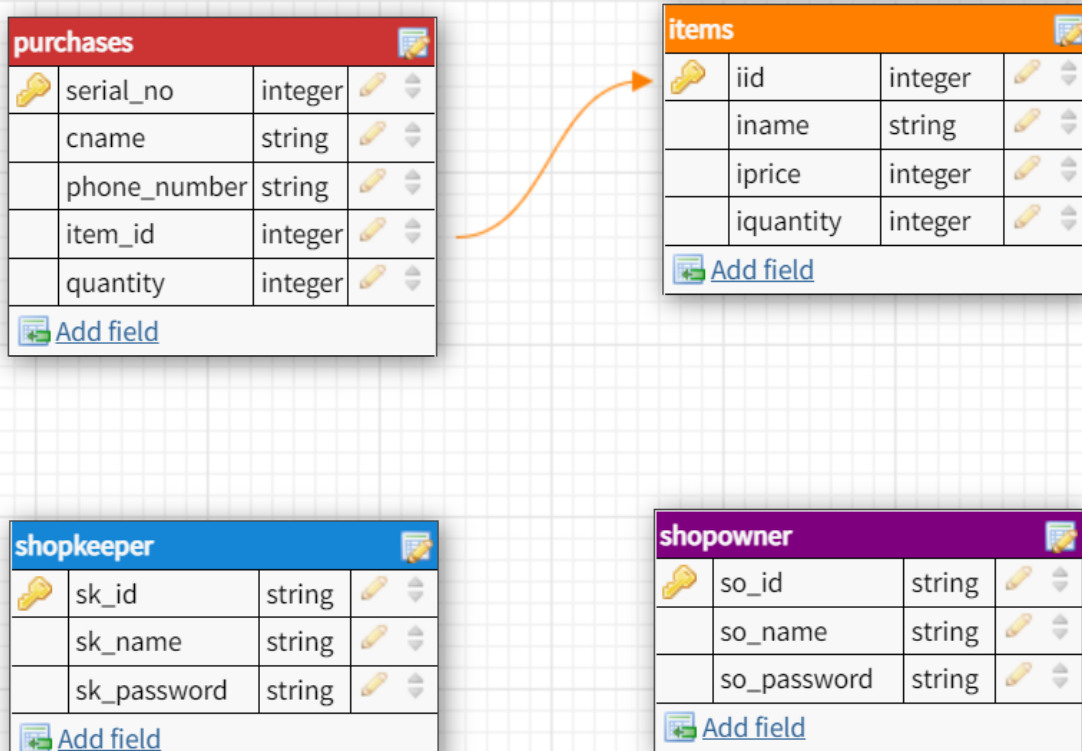 purchases
serial_no integer
cname string
phone_number string
item_id integer
quantity integer
Add field
items
iid integer
iname string
iprice integer
iquantity integer
Add field
shopkeeper
sk_id string
sk_name string
sk_password string
Add field
shopowner
so_id string
so_name string
so_password string
Add field